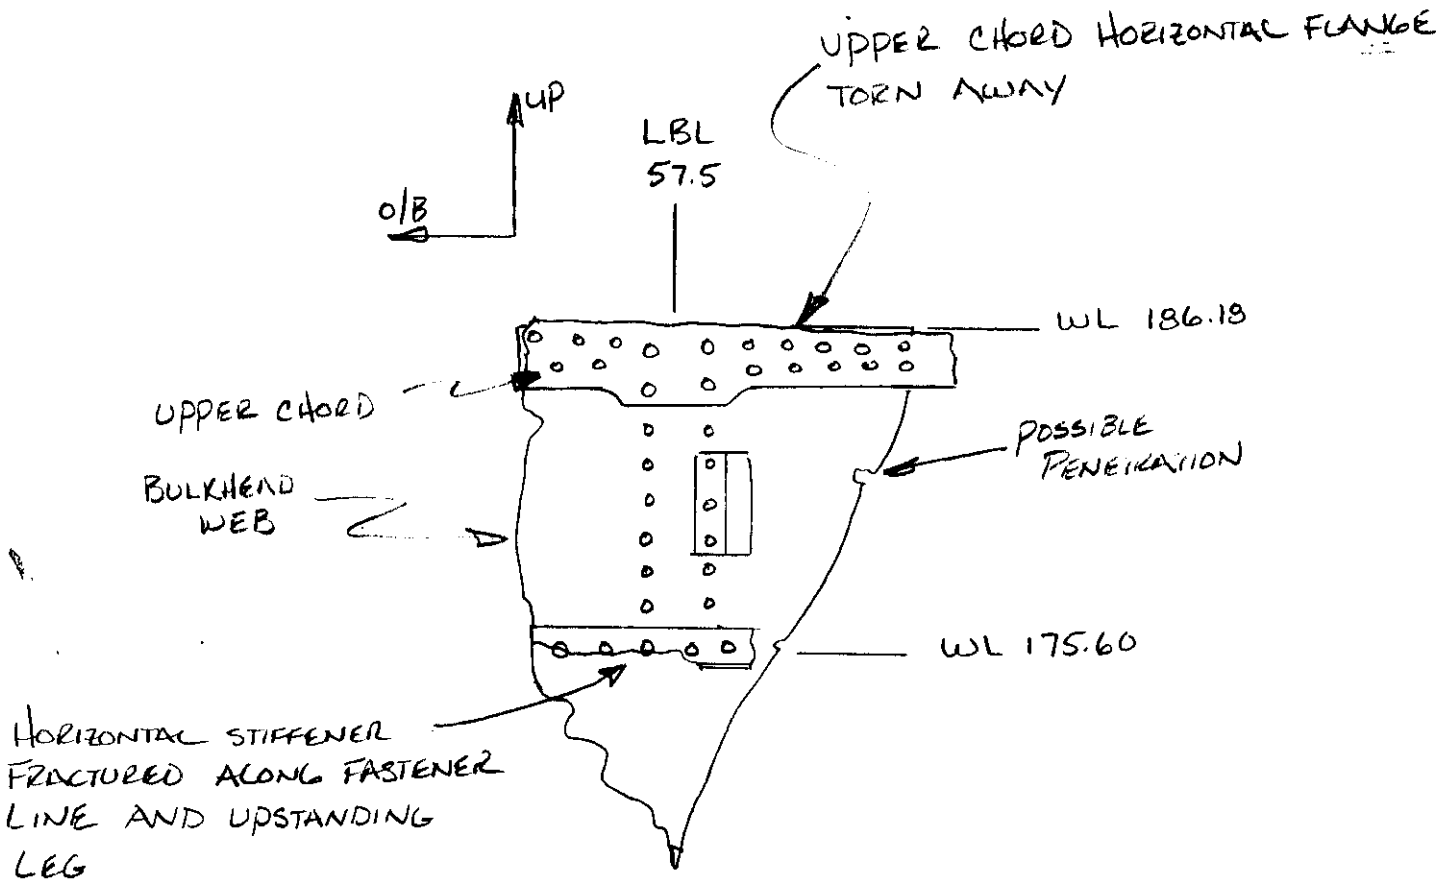 UPPER CHORD HORIZONTAL FLANGE
TORN AWAY
UP
LBL
57.5
O/B
WL 186.18
UPPER CHORD
POSSIBLE
PENETRATION
BULKHEAD
WEB
WL 175.60
HORIZONTAL STIFFENER
FRACTURED ALONG FASTENER
LINE AND UPSTANDING
LEG